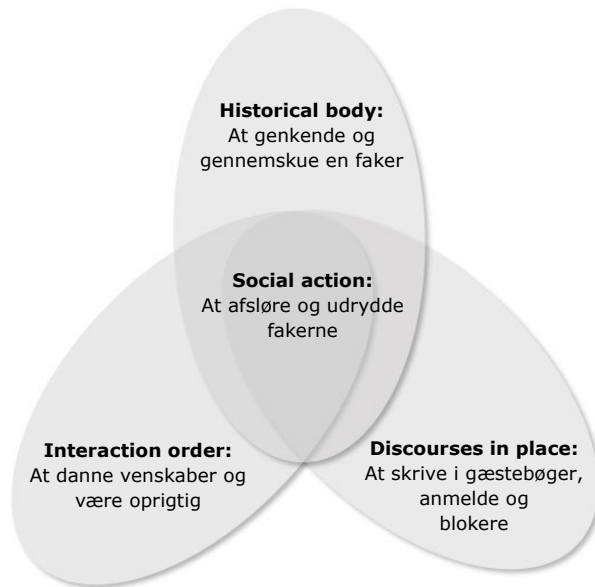 Historical body:
At genkende og
gennemskue en faker
Social action:
At afsløre og udrydde
fakerne
Interaction order:
At danne venskaber og
være oprigtig
Discourses in place:
At skrive i gæstebøger,
anmelde og
blokere